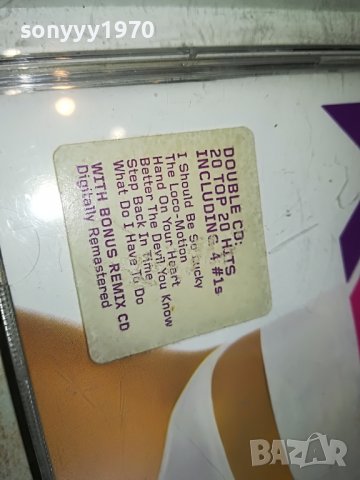 sonyyy1970
DOUBLE CD:
20 TOP 20 HITS
INCLUDING 4 #1s
I Should Be So Lucky
The Loco-Motion
Hand On Your Heart
Better The Devil You Know
Step Back In Time
What Do I Have To Do
WITH BONUS REMIX CD
Digitally Remastered
BAZAR
bg